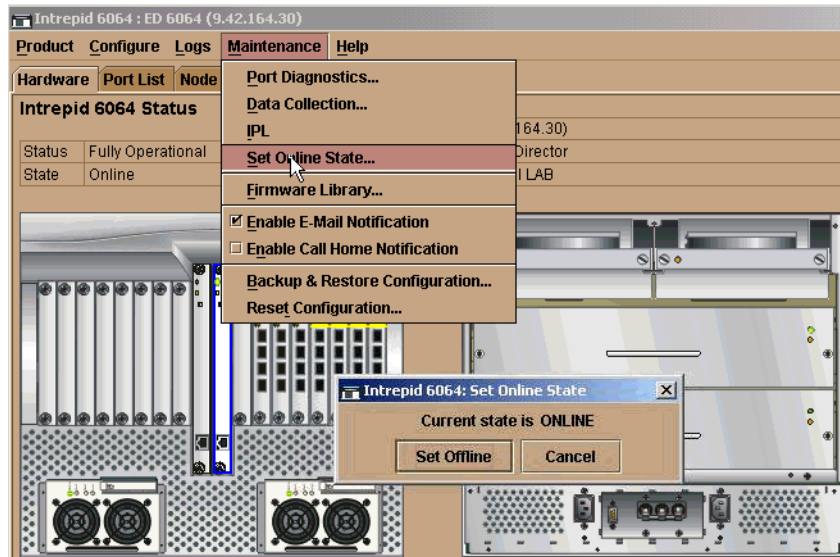 Intrepid 6064 : ED 6064 (9.42.164.30)
Product Configure Logs Maintenance Help
Hardware Port List Node
Intrepid 6064 Status
Status Fully Operational
State Online
Port Diagnostics...
Data Collection...
IPL
Set Online State...
Firmware Library...
Enable E-Mail Notification
Enable Call Home Notification
Backup & Restore Configuration...
Reset Configuration...
164.30)
Director
LAB
Intrepid 6064: Set Online State
Current state is ONLINE
Set Offline Cancel